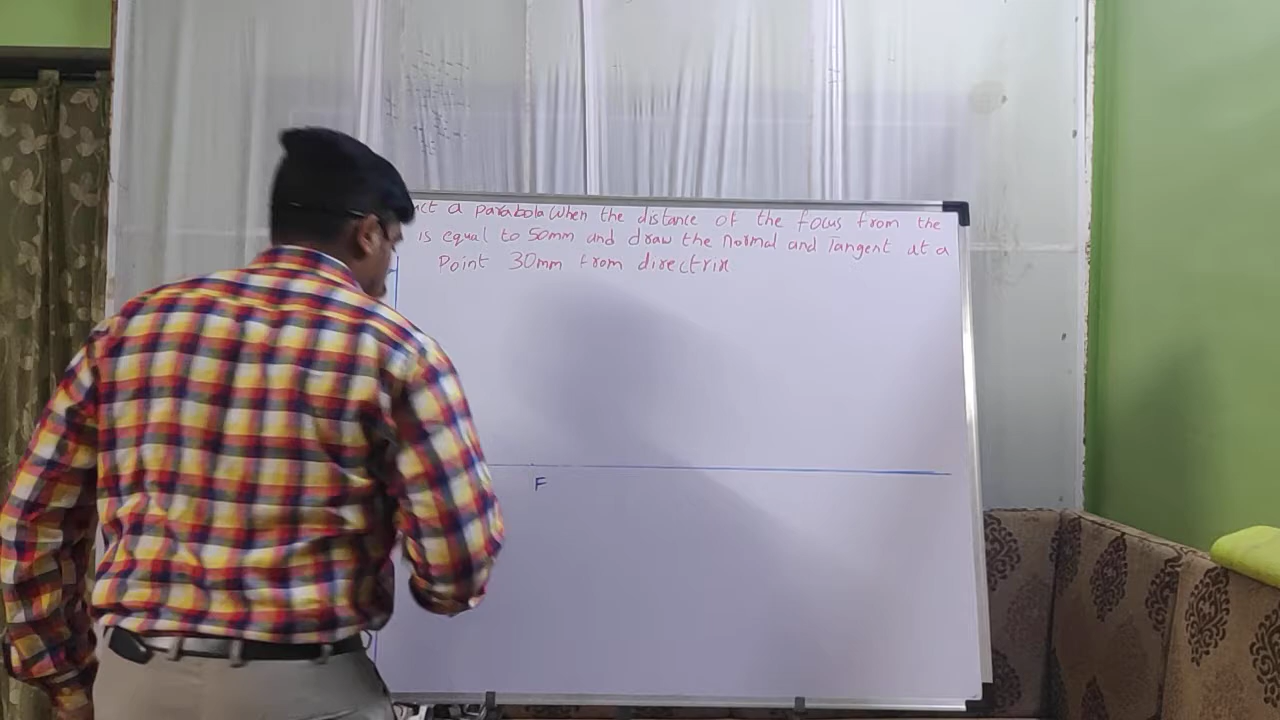 a parabola when the distance of the focus from the
is equal to 50mm and draw the normal and Tangent at a
Point 30mm from directrix
F